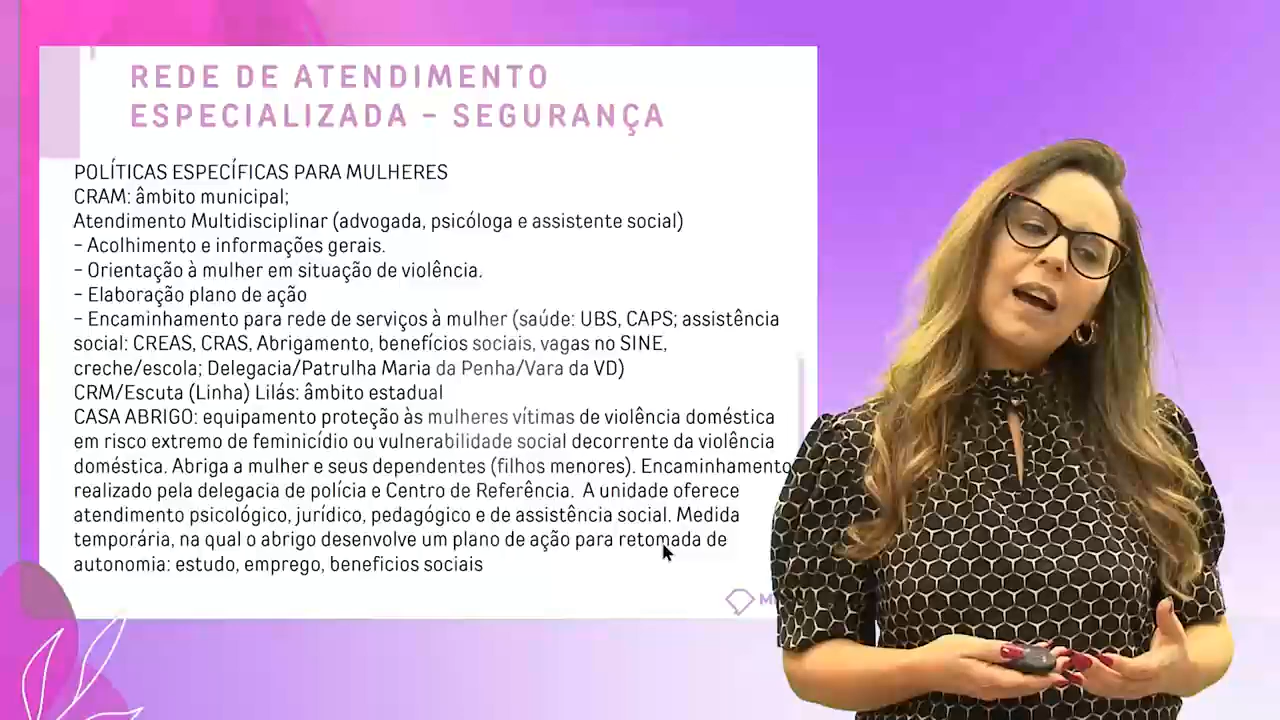 REDE DE ATENDIMENTO
ESPECIALIZADA – SEGURANÇA
POLÍTICAS ESPECÍFICAS PARA MULHERES
CRAM: âmbito municipal;
Atendimento Multidisciplinar (advogada, psicóloga e assistente social)
– Acolhimento e informações gerais.
– Orientação à mulher em situação de violência.
– Elaboração plano de ação
– Encaminhamento para rede de serviços à mulher (saúde: UBS, CAPS; assistência
social: CREAS, CRAS, Abrigamento, benefícios sociais, vagas no SINE,
creche/escola; Delegacia/Patrulha Maria da Penha/Vara da VD)
CRM/Escuta (Linha) Lilás: âmbito estadual
CASA ABRIGO: equipamento proteção às mulheres vítimas de violência doméstica
em risco extremo de feminicídio ou vulnerabilidade social decorrente da violência
doméstica. Abriga a mulher e seus dependentes (filhos menores). Encaminhamento
realizado pela delegacia de polícia e Centro de Referência. A unidade oferece
atendimento psicológico, jurídico, pedagógico e de assistência social. Medida
temporária, na qual o abrigo desenvolve um plano de ação para retomada de
autonomia: estudo, emprego, beneficios sociais